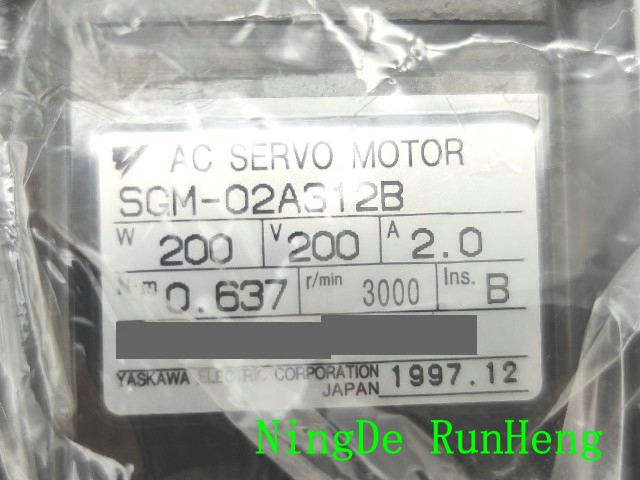 AC SERVO MOTOR
SGM-02A312B
W 200 V 200 A 2.0
N·m 0.637 r/min 3000 Ins. B
YASKAWA ELECTRIC CORPORATION
JAPAN 1997.12
NingDe RunHeng